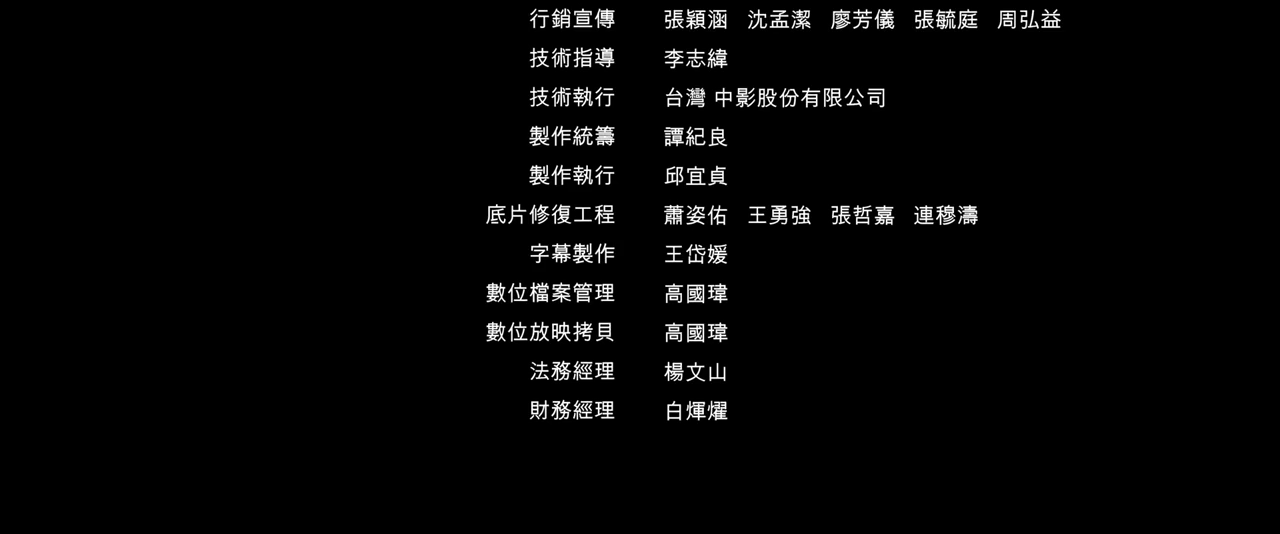 行銷宣傳 張穎涵 沈孟潔 廖芳儀 張毓庭 周弘益
技術指導 李志緯
技術執行 台灣 中影股份有限公司
製作統籌 譚紀良
製作執行 邱宜貞
底片修復工程 蕭姿佑 王勇強 張哲嘉 連穆濤
字幕製作 王岱媛
數位檔案管理 高國瑋
數位放映拷貝 高國瑋
法務經理 楊文山
財務經理 白煇燿